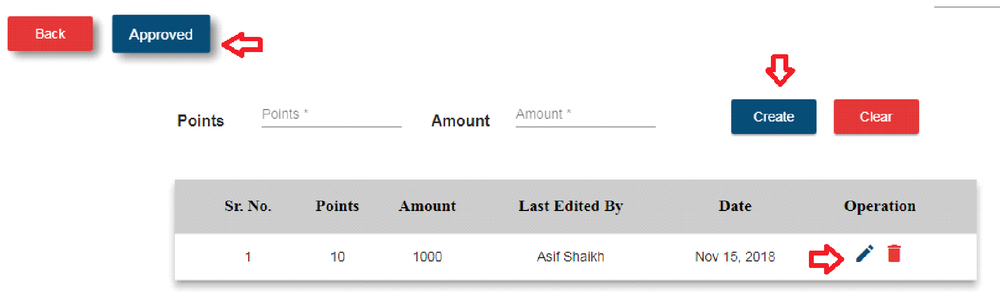 Back Approved
Points Points * Amount Amount * Create Clear
Sr. No. Points Amount Last Edited By Date Operation
1 10 1000 Asif Shaikh Nov 15, 2018